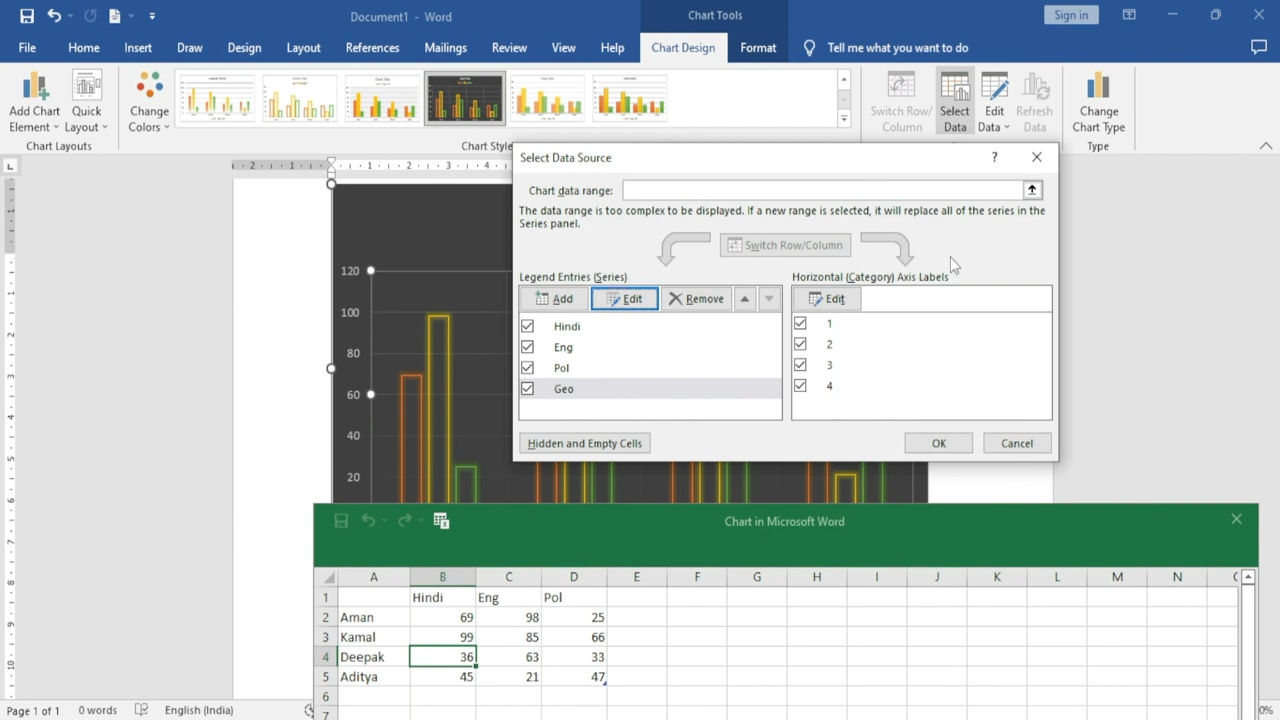 Document1 - Word
Chart Tools
Sign in
File Home Insert Draw Design Layout References Mailings Review View Help Chart Design Format Tell me what you want to do
Add Chart Element
Quick Layout
Change Colors
Switch Row/ Column
Select Data
Edit Data
Refresh Data
Change Chart Type
Chart Layouts
Chart Style
Type
Select Data Source
Chart data range:
The data range is too complex to be displayed. If a new range is selected, it will replace all of the series in the
Series panel.
Switch Row/Column
Legend Entries (Series)
Horizontal (Category) Axis Labels
Add Edit Remove
Edit
Hindi 1
Eng 2
Pol 3
Geo 4
Hidden and Empty Cells
OK Cancel
120
100
80
60
40
20
Chart in Microsoft Word
A B C D E F G H I J K L M N
1 Hindi Eng Pol
2 Aman 69 98 25
3 Kamal 99 85 66
4 Deepak 36 63 33
5 Aditya 45 21 47
6
7
Page 1 of 1 0 words English (India) 0%